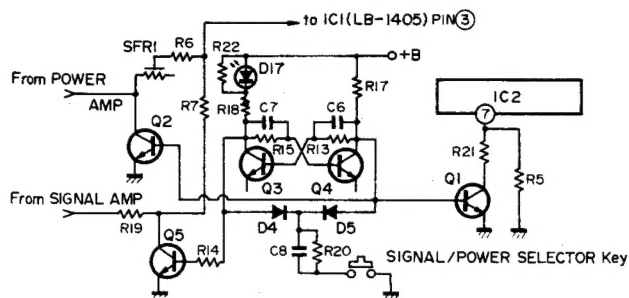 to IC1(LB-1405) PIN③
SFR1
R6
R22
+B
D17
From POWER
AMP
R7
R18
C7
C6
R17
IC2
⑦
Q2
R15
R13
R21
Q3
Q4
Q1
R5
From SIGNAL AMP
D4
D5
R19
Q5
R14
C8
R20
SIGNAL/POWER SELECTOR Key